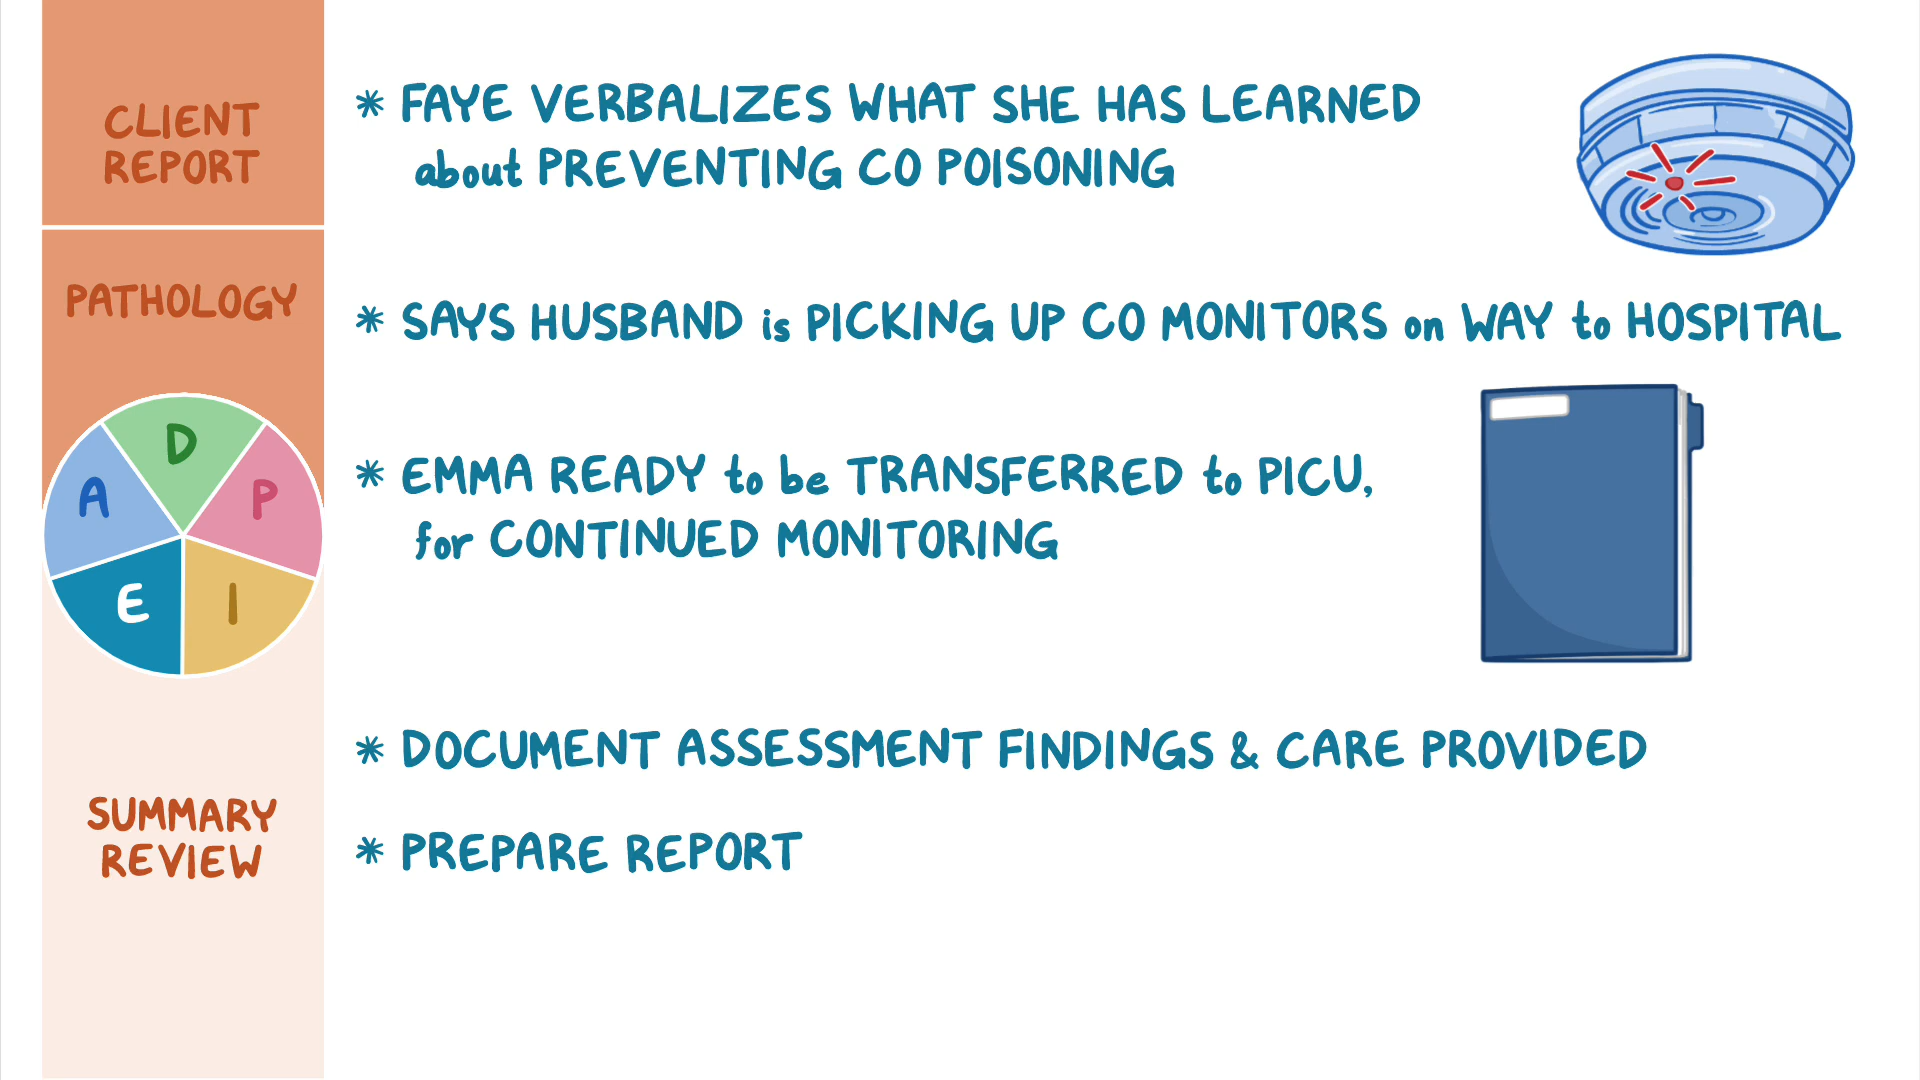 CLIENT
REPORT
PATHOLOGY
D
A
P
E
I
SUMMARY
REVIEW
* FAYE VERBALIZES WHAT SHE HAS LEARNED
about PREVENTING CO POISONING
* SAYS HUSBAND is PICKING UP CO MONITORS on WAY to HOSPITAL
* EMMA READY to be TRANSFERRED to PICU,
for CONTINUED MONITORING
* DOCUMENT ASSESSMENT FINDINGS & CARE PROVIDED
* PREPARE REPORT